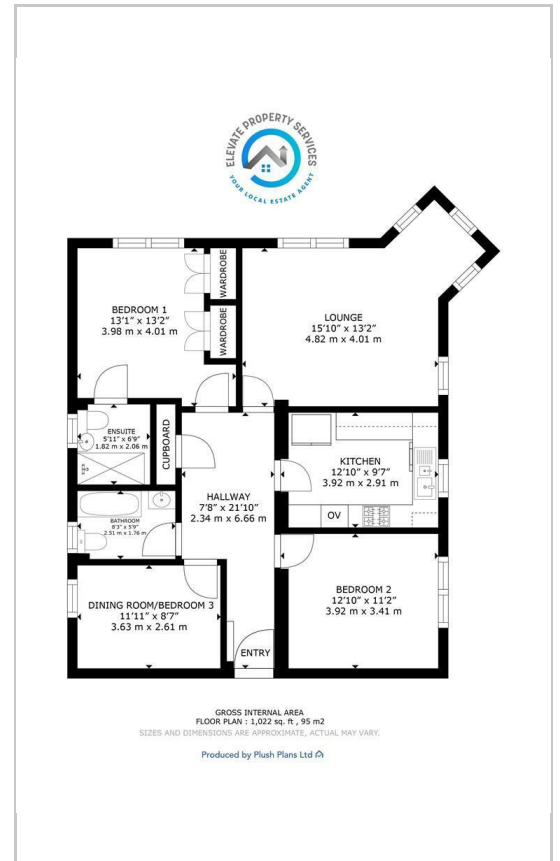 ELEVATE PROPERTY SERVICES
YOUR LOCAL ESTATE AGENT
BEDROOM 1
13'1" x 13'2"
3.98 m x 4.01 m
WARDROBE
WARDROBE
LOUNGE
15'10" x 13'2"
4.82 m x 4.01 m
ENSUITE
5'11" x 6'9"
1.82 m x 2.06 m
CUPBOARD
KITCHEN
12'10" x 9'7"
3.92 m x 2.91 m
OV
HALLWAY
7'8" x 21'10"
2.34 m x 6.66 m
BATHROOM
8'3" x 5'9"
2.51 m x 1.76 m
DINING ROOM/BEDROOM 3
11'11" x 8'7"
3.63 m x 2.61 m
BEDROOM 2
12'10" x 11'2"
3.92 m x 3.41 m
ENTRY
GROSS INTERNAL AREA
FLOOR PLAN : 1,022 sq. ft , 95 m2
SIZES AND DIMENSIONS ARE APPROXIMATE, ACTUAL MAY VARY.
Produced by Plush Plans Ltd